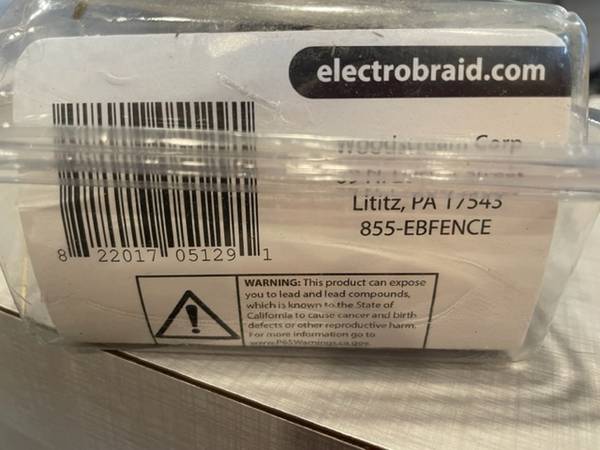 electrobraid.com
Woodstream Corp
Lititz, PA 17543
855-EBFENCE
8 22017 05129 1
WARNING: This product can expose
you to lead and lead compounds,
which is known to the State of
California to cause cancer and birth
defects or other reproductive harm.
For more information go to
www.P65Warnings.ca.gov.